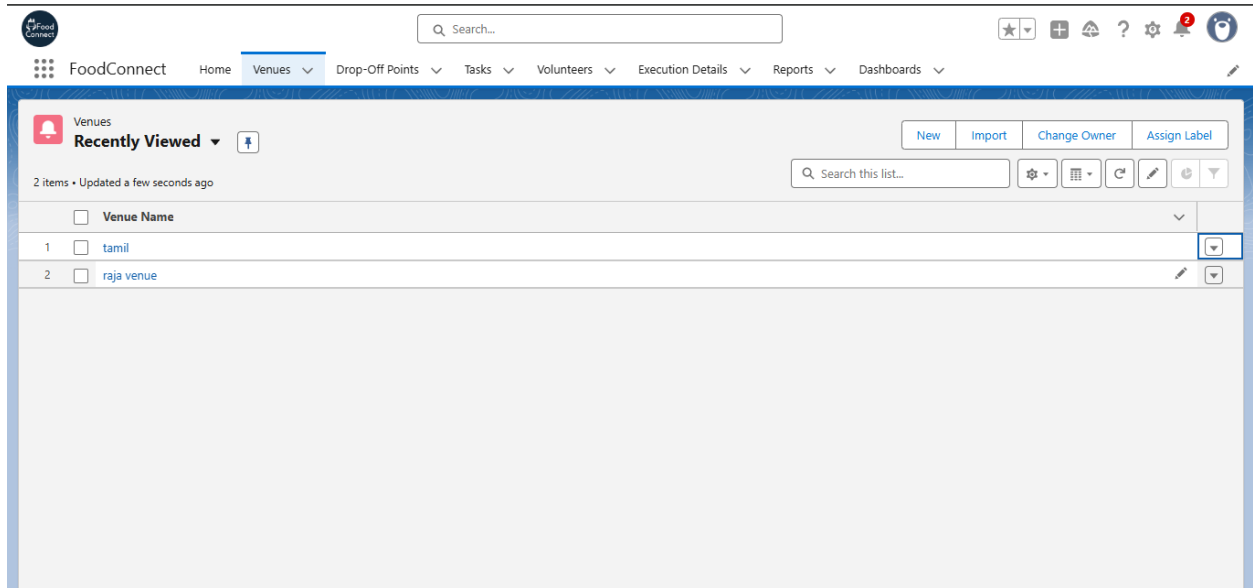 Food
Connect
Search...
2
FoodConnect Home Venues Drop-Off Points Tasks Volunteers Execution Details Reports Dashboards
Venues
Recently Viewed
New Import Change Owner Assign Label
2 items • Updated a few seconds ago
Search this list...
Venue Name
1 tamil
2 raja venue